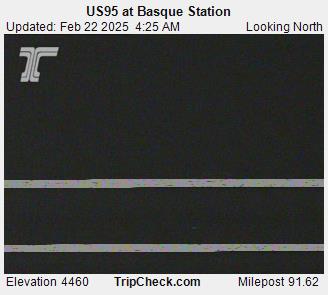 US95 at Basque Station
Updated: Feb 22 2025 4:25 AM Looking North
Elevation 4460 TripCheck.com Milepost 91.62